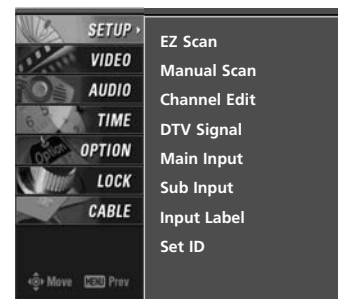 SETUP
VIDEO
AUDIO
TIME
OPTION
LOCK
CABLE
Move MENU Prev
EZ Scan
Manual Scan
Channel Edit
DTV Signal
Main Input
Sub Input
Input Label
Set ID